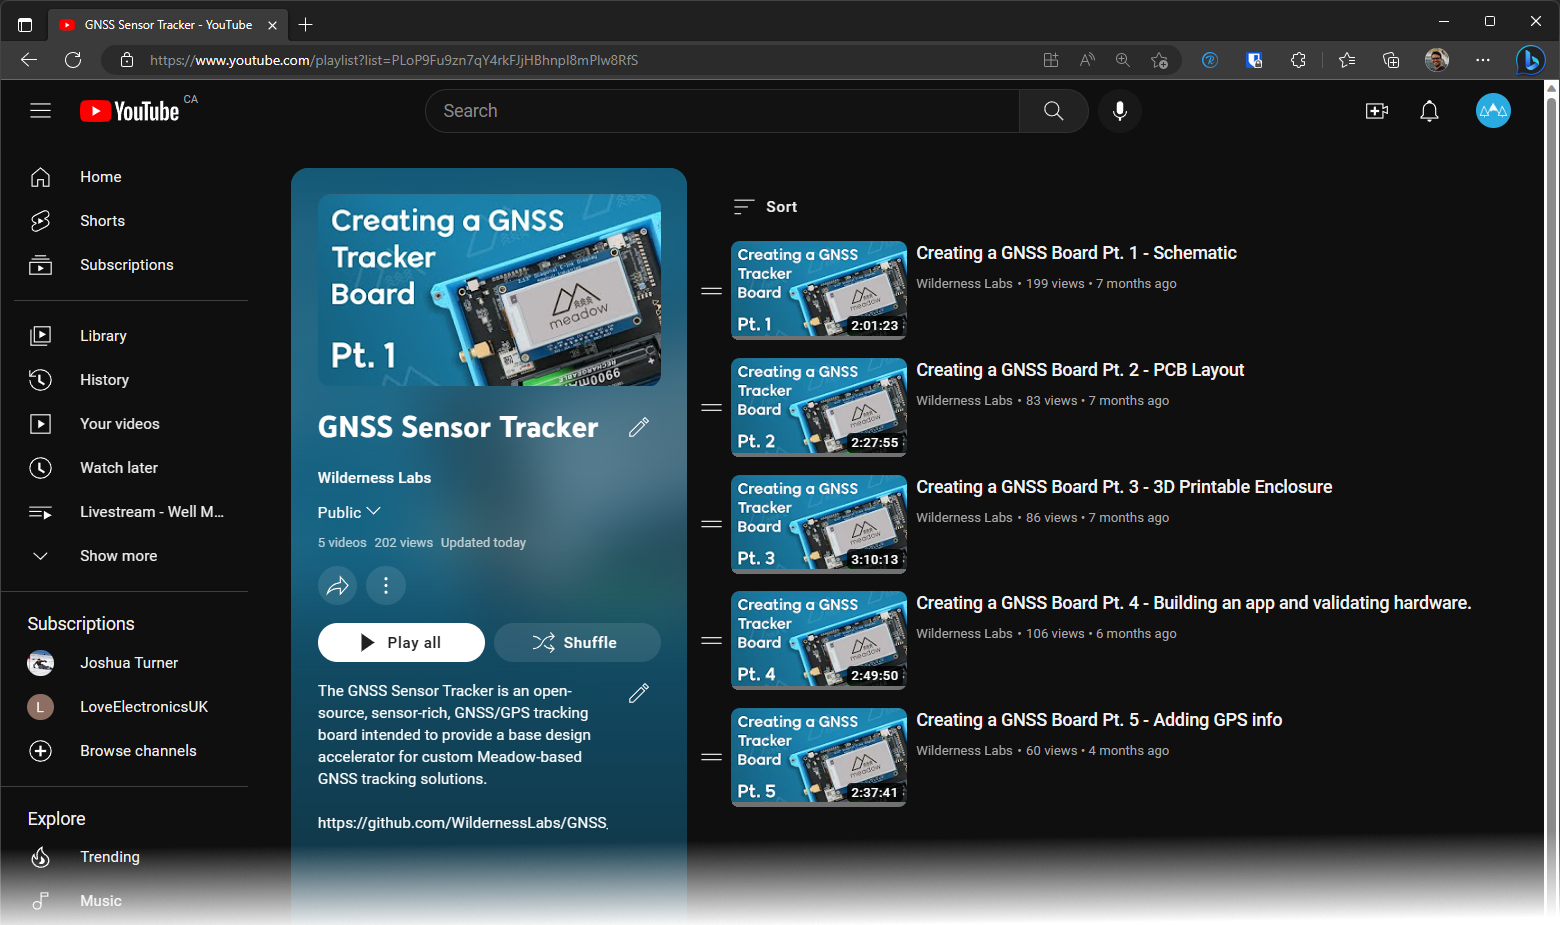 GNSS Sensor Tracker - YouTube
https://www.youtube.com/playlist?list=PLoP9Fu9zn7qY4rkFJjHBhnpI8mPlw8RfS
YouTube CA
Search
Home
Shorts
Subscriptions
Library
History
Your videos
Watch later
Livestream - Well M...
Show more
Subscriptions
Joshua Turner
L
LoveElectronicsUK
Browse channels
Explore
Trending
Music
Creating a GNSS
Tracker
Board
Pt. 1
meadow
RECHARGEABLE
9900mAh
GNSS Sensor Tracker
Wilderness Labs
Public
5 videos 202 views Updated today
Play all
Shuffle
The GNSS Sensor Tracker is an open-
source, sensor-rich, GNSS/GPS tracking
board intended to provide a base design
accelerator for custom Meadow-based
GNSS tracking solutions.
https://github.com/WildernessLabs/GNSS_
Sort
Creating a GNSS
Tracker
Board
Pt. 1
meadow
2:01:23
Creating a GNSS Board Pt. 1 - Schematic
Wilderness Labs • 199 views • 7 months ago
Creating a GNSS
Tracker
Board
Pt. 2
meadow
2:27:55
Creating a GNSS Board Pt. 2 - PCB Layout
Wilderness Labs • 83 views • 7 months ago
Creating a GNSS
Tracker
Board
Pt. 3
meadow
3:10:13
Creating a GNSS Board Pt. 3 - 3D Printable Enclosure
Wilderness Labs • 86 views • 7 months ago
Creating a GNSS
Tracker
Board
Pt. 4
meadow
2:49:50
Creating a GNSS Board Pt. 4 - Building an app and validating hardware.
Wilderness Labs • 106 views • 6 months ago
Creating a GNSS
Tracker
Board
Pt. 5
meadow
2:37:41
Creating a GNSS Board Pt. 5 - Adding GPS info
Wilderness Labs • 60 views • 4 months ago